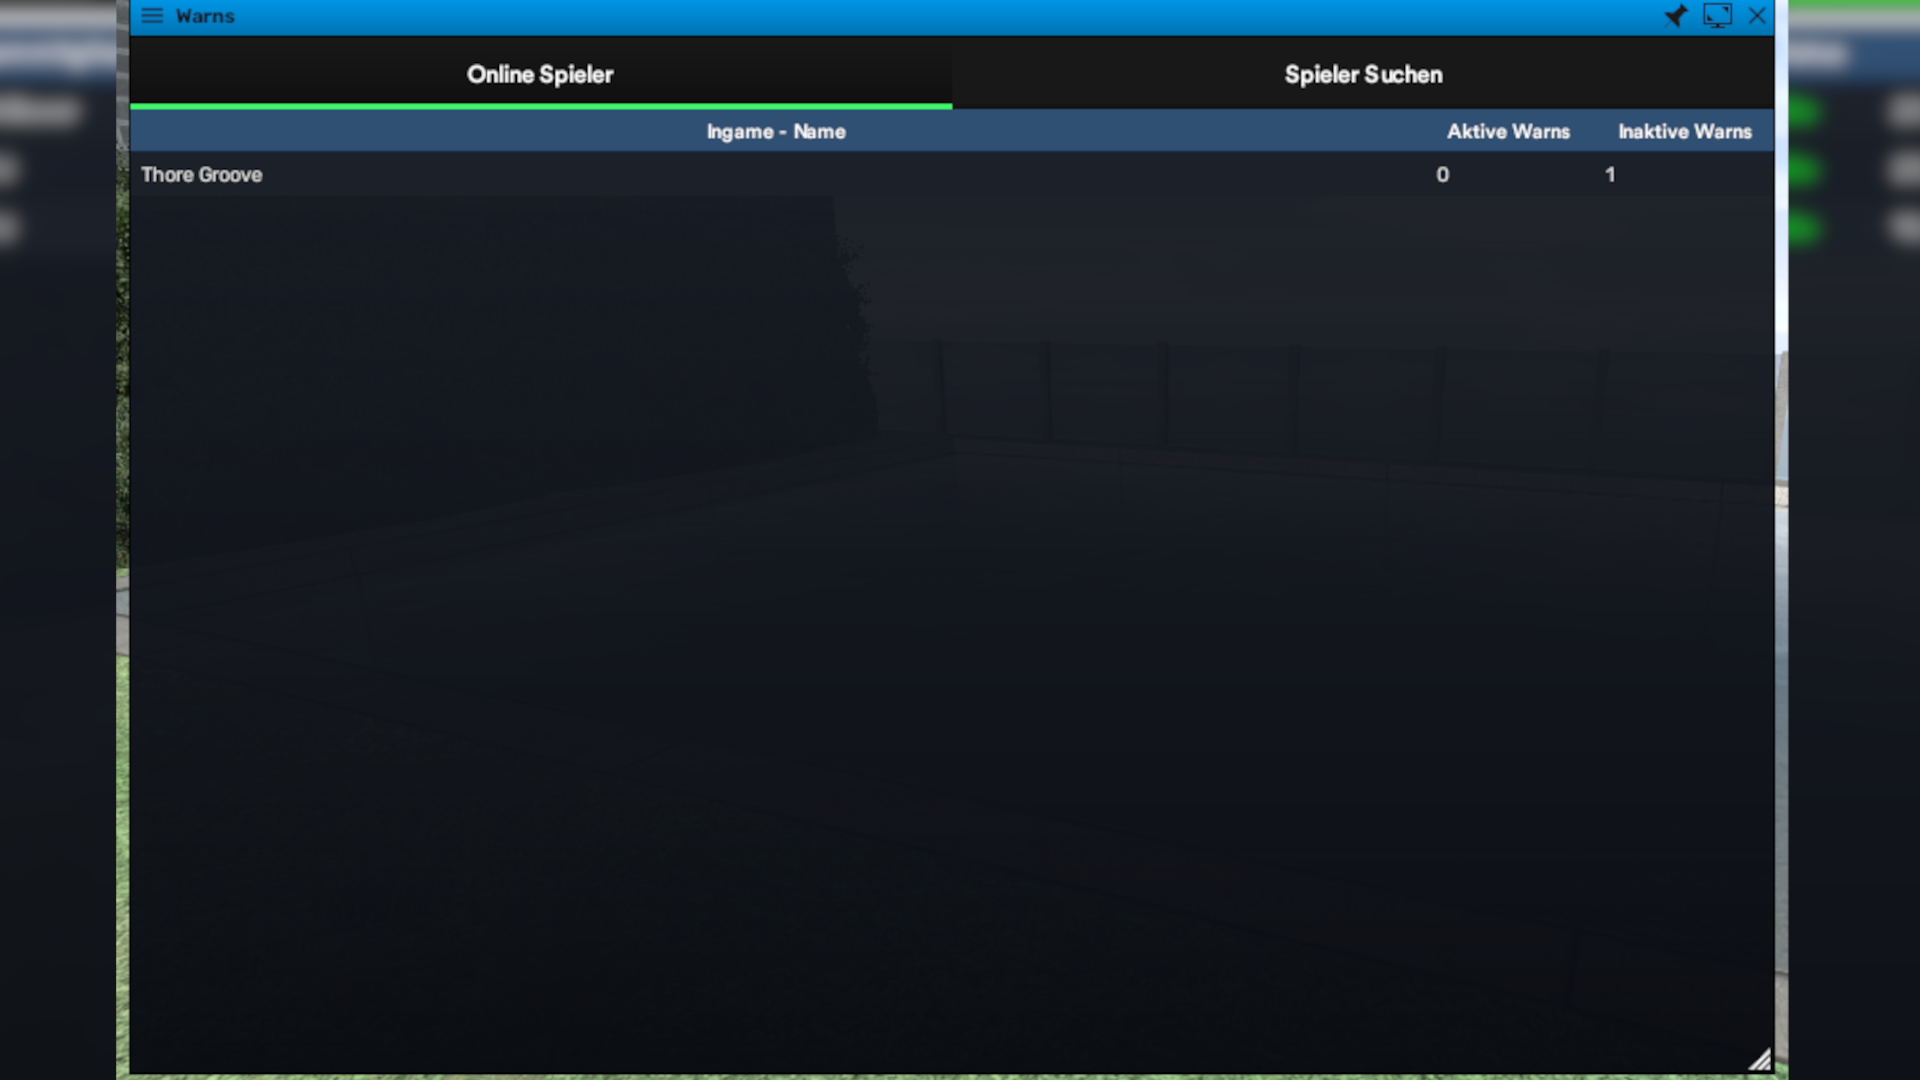 Warns
Online Spieler Spieler Suchen
Ingame - Name Aktive Warns Inaktive Warns
Thore Groove 0 1